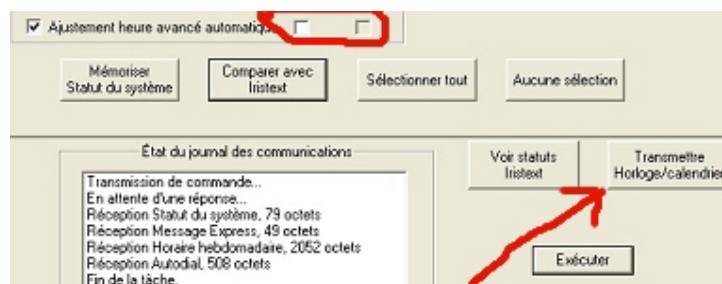 Ajustement heure avancé automatique
Mémoriser
Statut du système
Comparer avec
Iristext
Sélectionner tout
Aucune sélection
État du journal des communications
Voir statuts
Iristext
Transmettre
Horloge/calendrier
Transmission de commande...
En attente d'une réponse...
Réception Statut du système, 79 octets
Réception Message Express, 49 octets
Réception Horaire hebdomadaire, 2052 octets
Réception Autodial, 508 octets
Fin de la tâche.
Exécuter